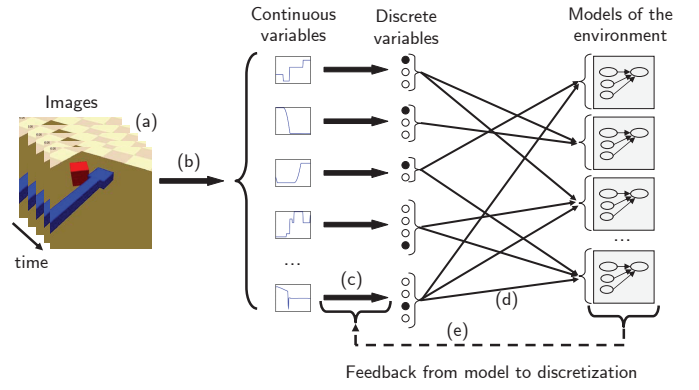 Continuous
variables
Discrete
variables
Models of the
environment
Images
(a)
(b)
time
...
...
(c)
(d)
(e)
Feedback from model to discretization